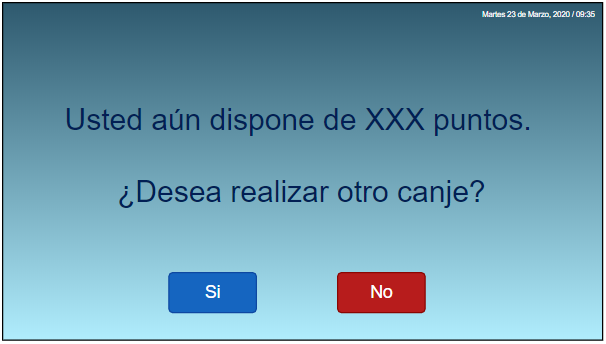 Martes 23 de Marzo, 2020 / 09:35
Usted aún dispone de XXX puntos.
¿Desea realizar otro canje?
Si
No